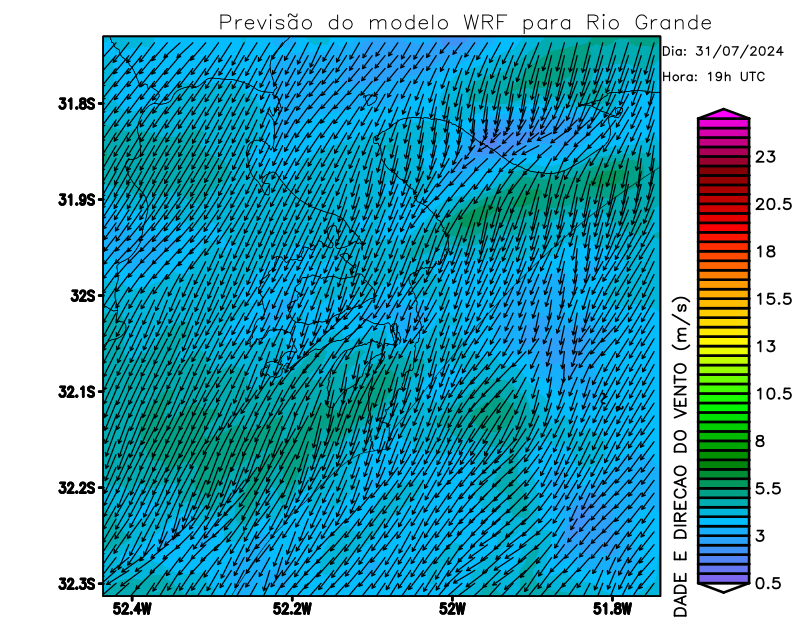 Previsão do modelo WRF para Rio Grande
Dia: 31/07/2024
Hora: 19h UTC
31.8S
31.9S
32S
32.1S
32.2S
32.3S
52.4W
52.2W
52W
51.8W
23
20.5
18
15.5
13
10.5
8
5.5
3
0.5
DADE E DIRECAO DO VENTO (m/s)